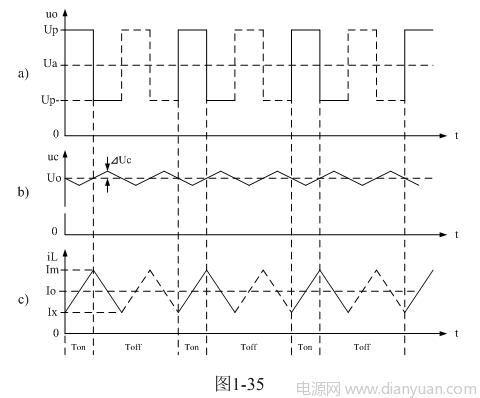 uo
Up
a)
Ua
Up-
0
t
uc
⊿Uc
Uo
b)
0
t
iL
Im
Io
c)
Ix
0
t
Ton Toff Ton Toff Ton Toff
图1-35
电源网 www.dianyuan.com